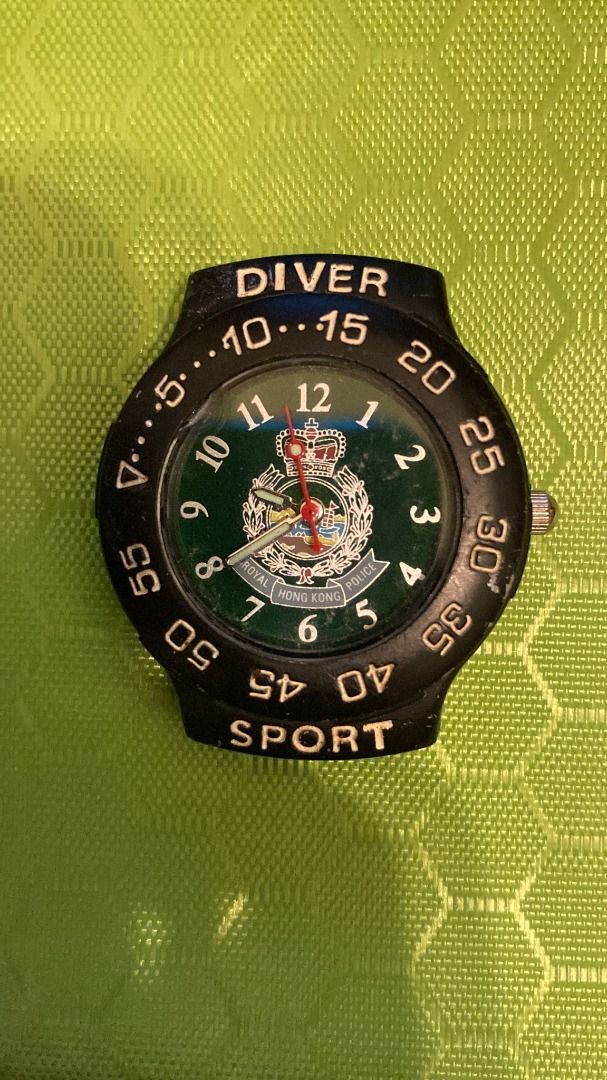 DIVER
▽....5...10...15 20 25 30 35 40 45 50 55
12 1 2 3 4 5 6 7 8 9 10 11
ROYAL HONG KONG POLICE
SPORT